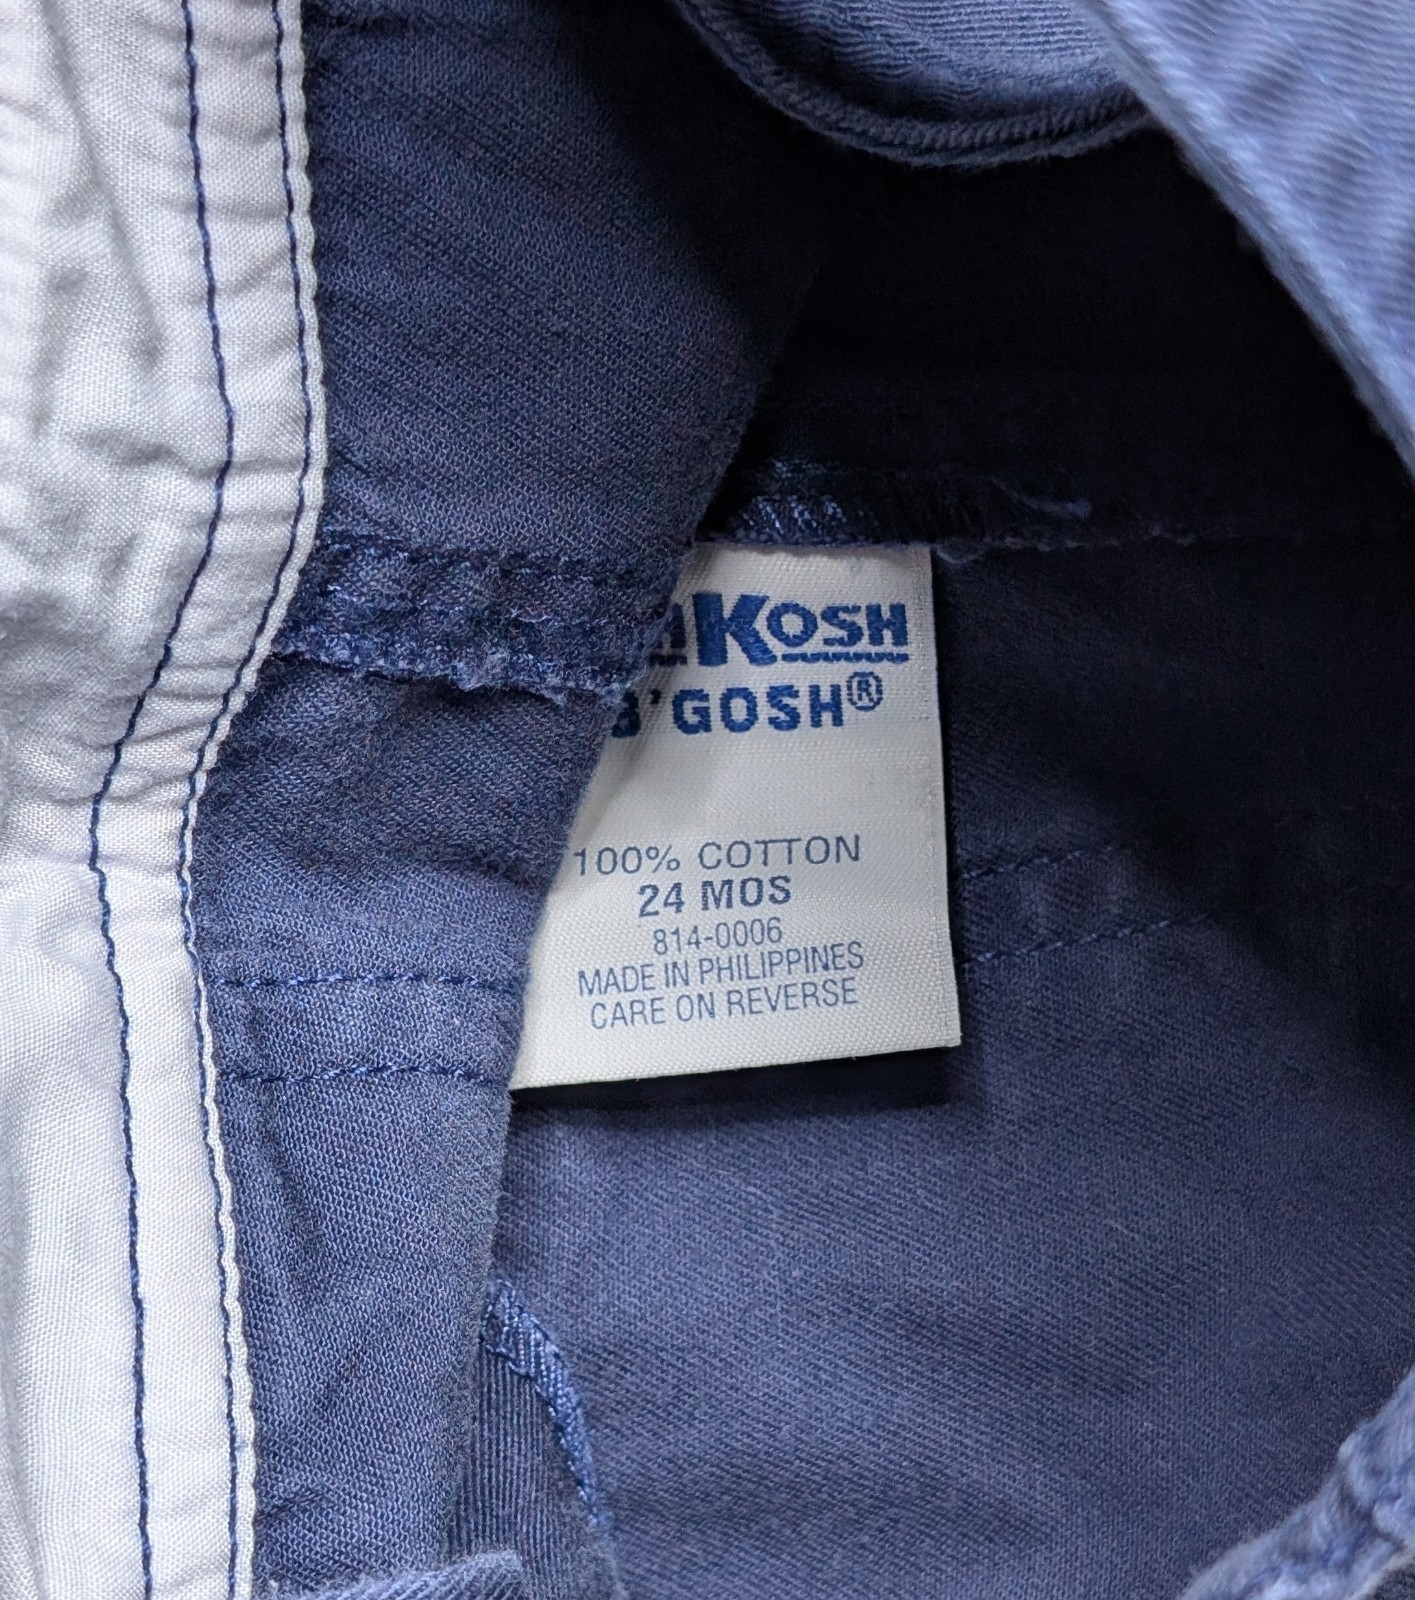 KOSH
B'GOSH®
100% COTTON
24 MOS
814-0006
MADE IN PHILIPPINES
CARE ON REVERSE